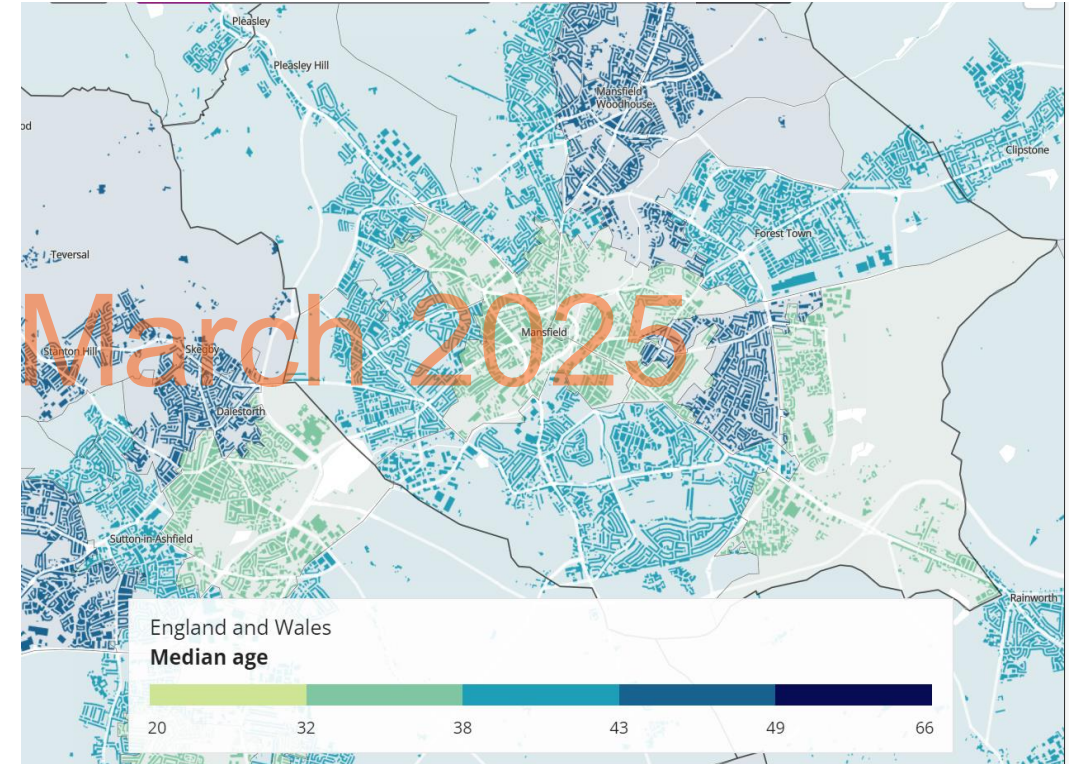 Pleasley
Pleasley Hill
Mansfield
Woodhouse
od
Clipstone
Forest Town
Teversal
March 2025
Mansfield
Stanton Hill
Skegby
Dalestorth
Sutton in Ashfield
Rainworth
England and Wales
Median age
20 32 38 43 49 66